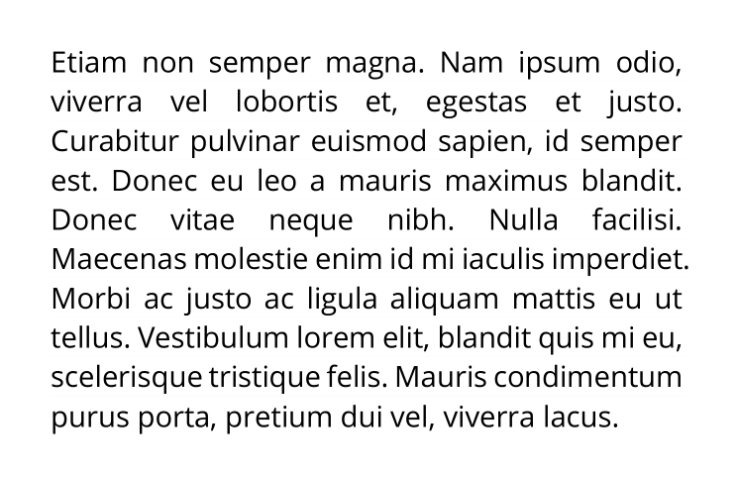 Etiam non semper magna. Nam ipsum odio,
viverra vel lobortis et, egestas et justo.
Curabitur pulvinar euismod sapien, id semper
est. Donec eu leo a mauris maximus blandit.
Donec vitae neque nibh. Nulla facilisi.
Maecenas molestie enim id mi iaculis imperdiet.
Morbi ac justo ac ligula aliquam mattis eu ut
tellus. Vestibulum lorem elit, blandit quis mi eu,
scelerisque tristique felis. Mauris condimentum
purus porta, pretium dui vel, viverra lacus.